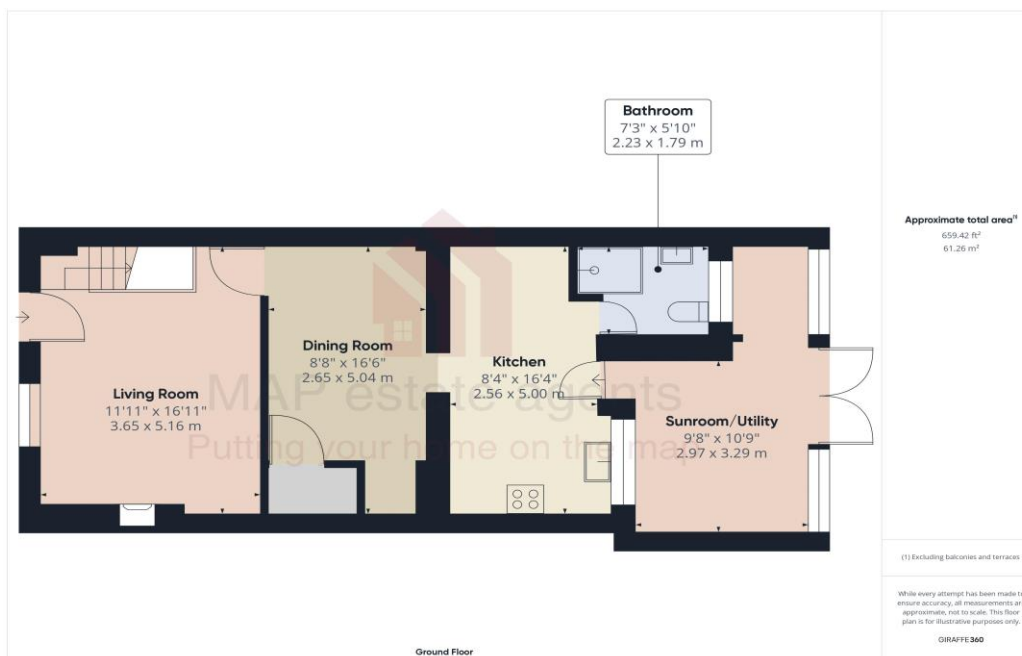 Bathroom
7'3" x 5'10"
2.23 x 1.79 m
Approximate total area⁽¹⁾
659.42 ft²
61.26 m²
Dining Room
8'8" x 16'6"
2.65 x 5.04 m
Kitchen
8'4" x 16'4"
2.56 x 5.00 m
Living Room
11'11" x 16'11"
3.65 x 5.16 m
MAP estate agents
Putting your home on the map
Sunroom/Utility
9'8" x 10'9"
2.97 x 3.29 m
(1) Excluding balconies and terraces
While every attempt has been made to
ensure accuracy, all measurements are
approximate, not to scale. This floor
plan is for illustrative purposes only.
GIRAFFE360
Ground Floor